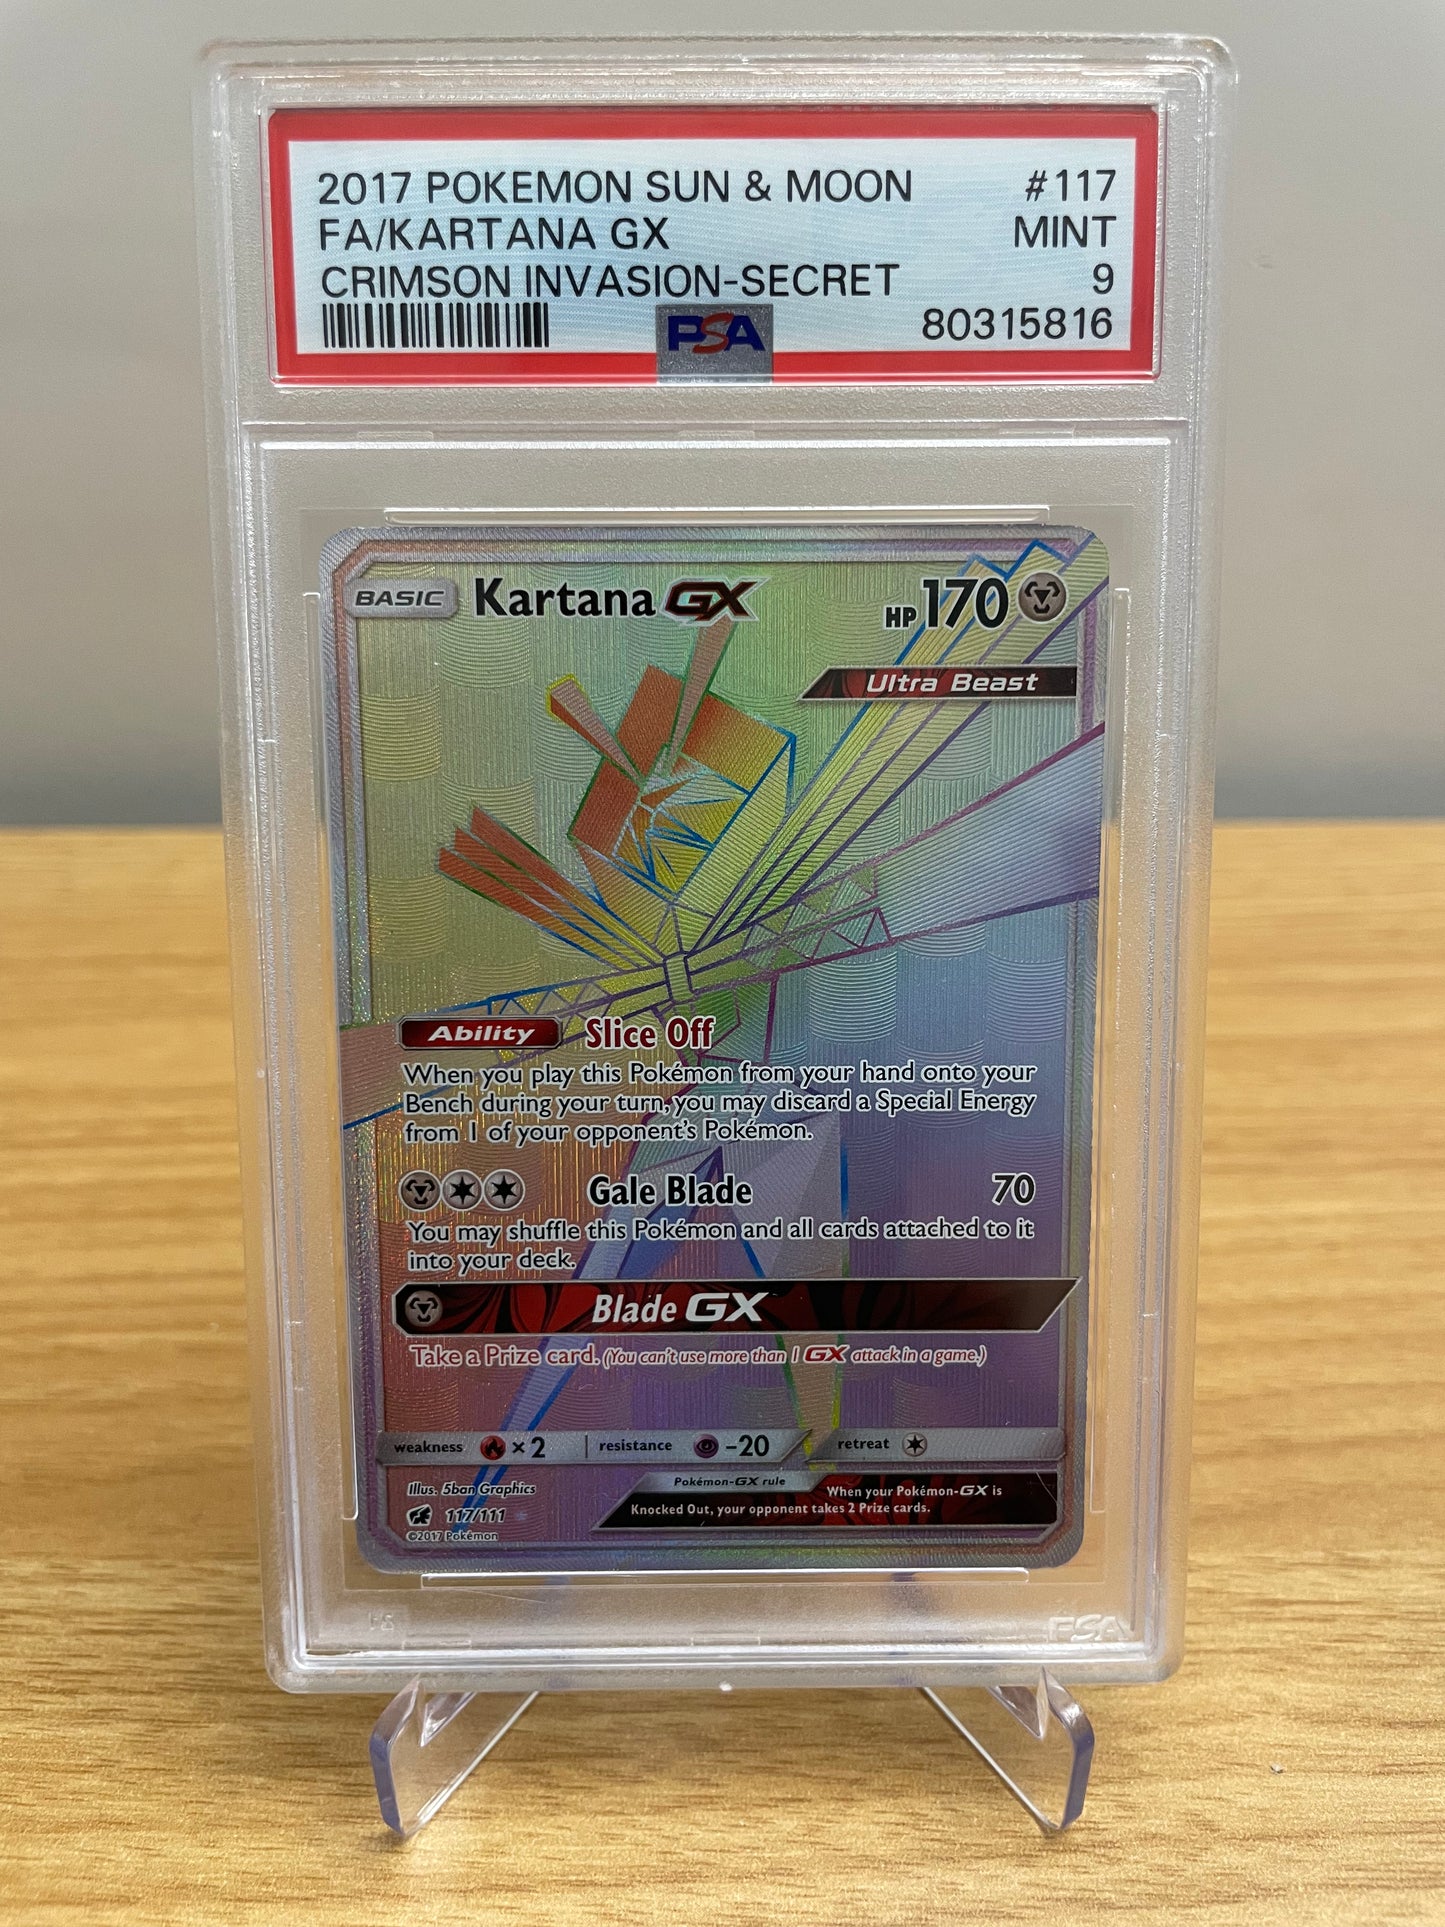 2017 POKEMON SUN & MOON #117
FA/KARTANA GX MINT
CRIMSON INVASION-SECRET 9
PSA 80315816
BASIC Kartana GX HP 170
Ultra Beast
Ability Slice Off
When you play this Pokémon from your hand onto your
Bench during your turn, you may discard a Special Energy
from 1 of your opponent's Pokémon.
Gale Blade 70
You may shuffle this Pokémon and all cards attached to it
into your deck.
Blade GX
Take a Prize card. (You can't use more than 1 GX attack in a game.)
weakness ×2 resistance -20 retreat
Illus. 5ban Graphics
Pokémon-GX rule When your Pokémon-GX is
Knocked Out, your opponent takes 2 Prize cards.
117/111
©2017 Pokémon
PSA